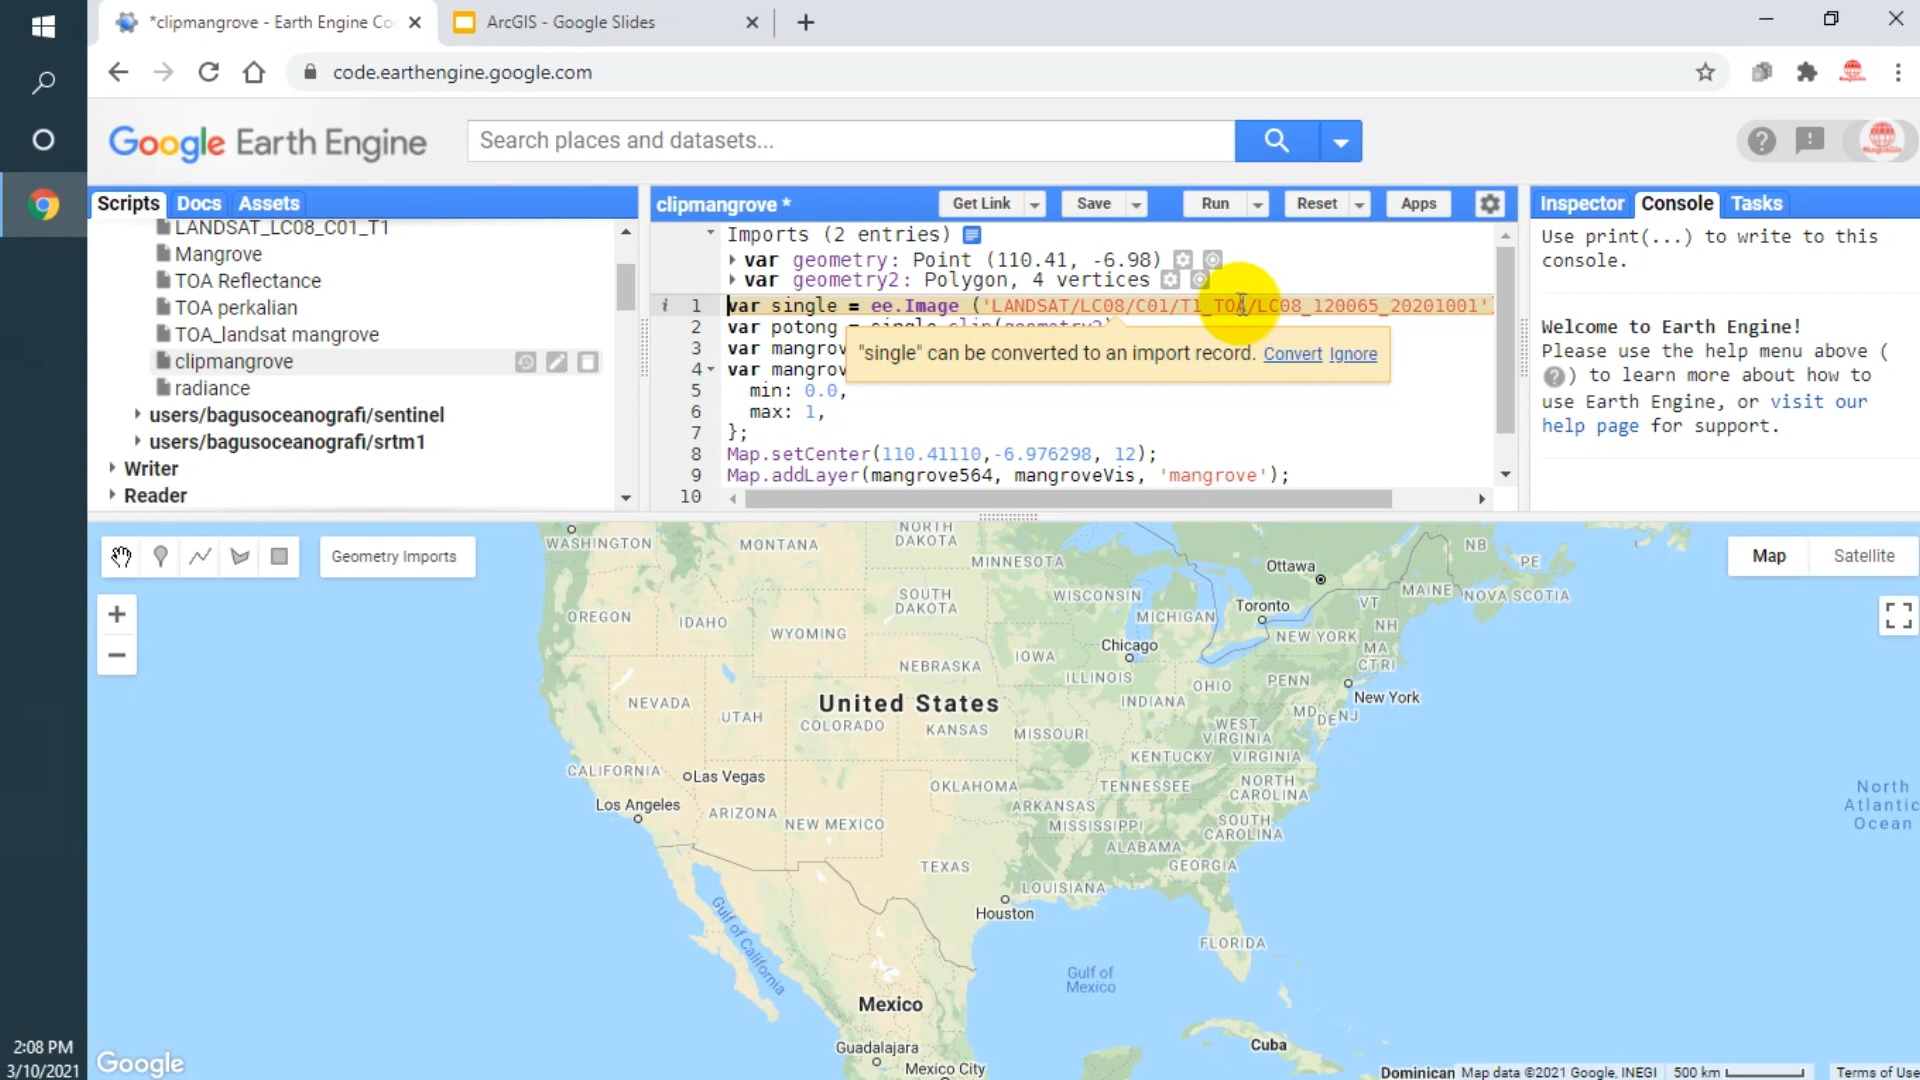 *clipmangrove - Earth Engine Co
ArcGIS - Google Slides
code.earthengine.google.com
Google Earth Engine
Search places and datasets...
Scripts
Docs
Assets
LANDSAT_LC08_C01_T1
Mangrove
TOA Reflectance
TOA perkalian
TOA_landsat mangrove
clipmangrove
radiance
users/bagusoceanografi/sentinel
users/bagusoceanografi/srtm1
Writer
Reader
clipmangrove *
Get Link
Save
Run
Reset
Apps
Imports (2 entries)
var geometry: Point (110.41, -6.98)
var geometry2: Polygon, 4 vertices
i 1 var single = ee.Image ('LANDSAT/LC08/C01/T1_TOA/LC08_120065_20201001')
2 var potong = single.clip(geometry2)
"single" can be converted to an import record. Convert Ignore
3 var mangrov
4 var mangrov
5 min: 0.0,
6 max: 1,
7 };
8 Map.setCenter(110.41110,-6.976298, 12);
9 Map.addLayer(mangrove564, mangroveVis, 'mangrove');
10
Inspector
Console
Tasks
Use print(...) to write to this
console.
Welcome to Earth Engine!
Please use the help menu above (
?) to learn more about how to
use Earth Engine, or visit our
help page for support.
Geometry Imports
Map
Satellite
+
−
WASHINGTON
MONTANA
NORTH
DAKOTA
MINNESOTA
Ottawa
NB
PE
OREGON
IDAHO
WYOMING
SOUTH
DAKOTA
WISCONSIN
MICHIGAN
Toronto
VT
MAINE
NOVA SCOTIA
NH
NEW YORK
MA
CT
RI
Chicago
NEBRASKA
IOWA
ILLINOIS
INDIANA
OHIO
PENN
New York
NEVADA
UTAH
United States
COLORADO
KANSAS
MISSOURI
WEST
VIRGINIA
MD
DE
NJ
KENTUCKY
VIRGINIA
CALIFORNIA
Las Vegas
OKLAHOMA
TENNESSEE
NORTH
CAROLINA
Los Angeles
ARIZONA
NEW MEXICO
ARKANSAS
MISSISSIPPI
SOUTH
CAROLINA
ALABAMA
GEORGIA
TEXAS
LOUISIANA
Houston
FLORIDA
Gulf of California
Gulf of
Mexico
Mexico
North
Atlantic
Ocean
Guadalajara
Mexico City
Cuba
Dominican
Google
Map data ©2021 Google, INEGI
500 km
Terms of Use
2:08 PM
3/10/2021